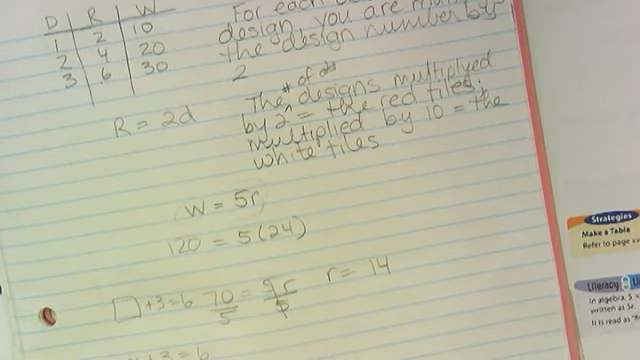 D | R | W
1 | 2 | 10
2 | 4 | 20
3 | 6 | 30
For each
design, you are
the design number by
2
R = 2d
The # of designs multiplyed
by 2 = the red tiles.
multiplied by 10 = the
white tiles
W = 5r
120 = 5(24)
□ +3=6 70/5 = 5r/5 r = 14
+3 = 6
Strategies
Make a Table
Refer to page
Literacy
In algebra, 5
written as 5r.
It is read as